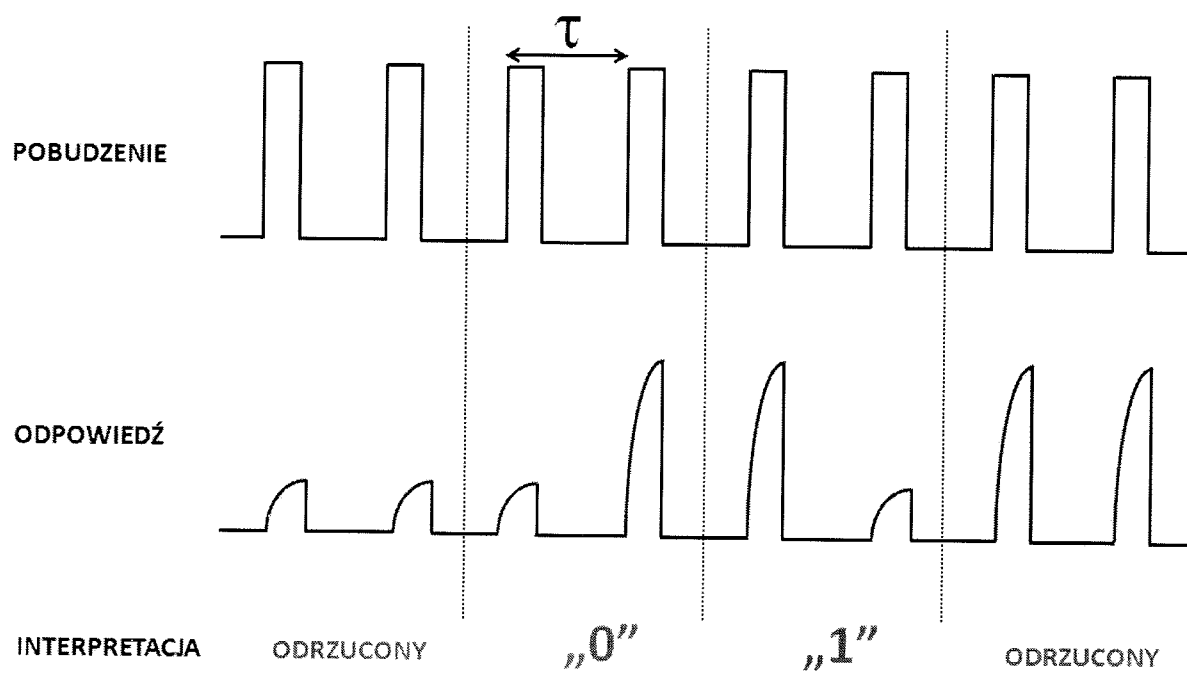 τ
POBUDZENIE
ODPOWIEDŹ
INTERPRETACJA ODRZUCONY „0” „1” ODRZUCONY